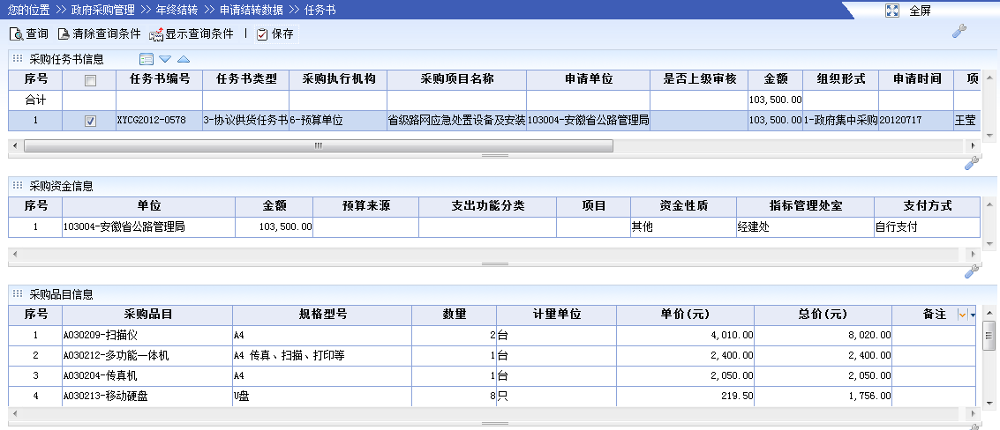 您的位置 >> 政府采购管理 >> 年终结转 >> 申请结转数据 >> 任务书 全屏
查询 清除查询条件 显示查询条件 | 保存
采购任务书信息
序号 任务书编号 任务书类型 采购执行机构 采购项目名称 申请单位 是否上级审核 金额 组织形式 申请时间 项
合计 103,500.00
1 XYCG2012-0578 3-协议供货任务书 6-预算单位 省级路网应急处置设备及安装 103004-安徽省公路管理局 103,500.00 1-政府集中采购 20120717 王莹
采购资金信息
序号 单位 金额 预算来源 支出功能分类 项目 资金性质 指标管理处室 支付方式
1 103004-安徽省公路管理局 103,500.00 其他 经建处 自行支付
采购品目信息
序号 采购品目 规格型号 数量 计量单位 单价(元) 总价(元) 备注
1 A030209-扫描仪 A4 2 台 4,010.00 8,020.00
2 A030212-多功能一体机 A4 传真、扫描、打印等 1 台 2,400.00 2,400.00
3 A030204-传真机 A4 1 台 2,050.00 2,050.00
4 A030213-移动硬盘 U盘 8 只 219.50 1,756.00